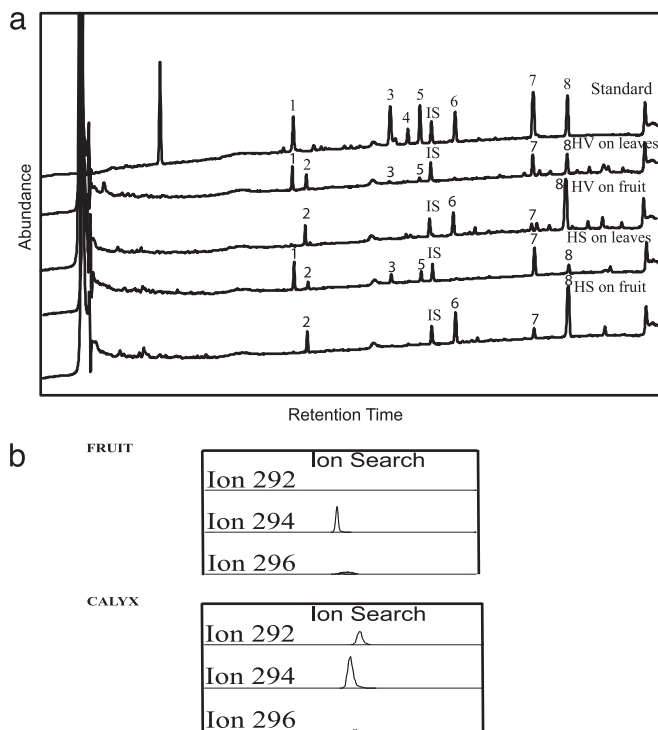 a
1 3 4 5 IS 6 7 8 Standard
1 2 3 5 IS 7 8 HV on leaves
2 IS 6 7 8 HV on fruit
1 2 3 5 IS 7 8 HS on leaves
2 IS 6 7 8 HS on fruit
Abundance
Retention Time
b
FRUIT
Ion Search
Ion 292
Ion 294
Ion 296
CALYX
Ion Search
Ion 292
Ion 294
Ion 296